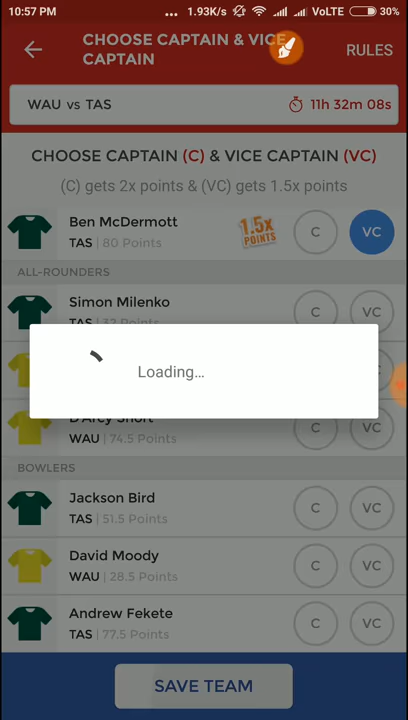 10:57 PM ... 1.93K/s VoLTE 30%
CHOOSE CAPTAIN & VICE
CAPTAIN
RULES
WAU vs TAS 11h 32m 08s
CHOOSE CAPTAIN (C) & VICE CAPTAIN (VC)
(C) gets 2x points & (VC) gets 1.5x points
Ben McDermott
TAS | 80 Points
1.5x
POINTS
C VC
ALL-ROUNDERS
Simon Milenko
TAS | 32 Points
C VC
Loading...
D'Arcy Short
WAU | 74.5 Points
C VC
BOWLERS
Jackson Bird
TAS | 51.5 Points
C VC
David Moody
WAU | 28.5 Points
C VC
Andrew Fekete
TAS | 77.5 Points
C VC
SAVE TEAM